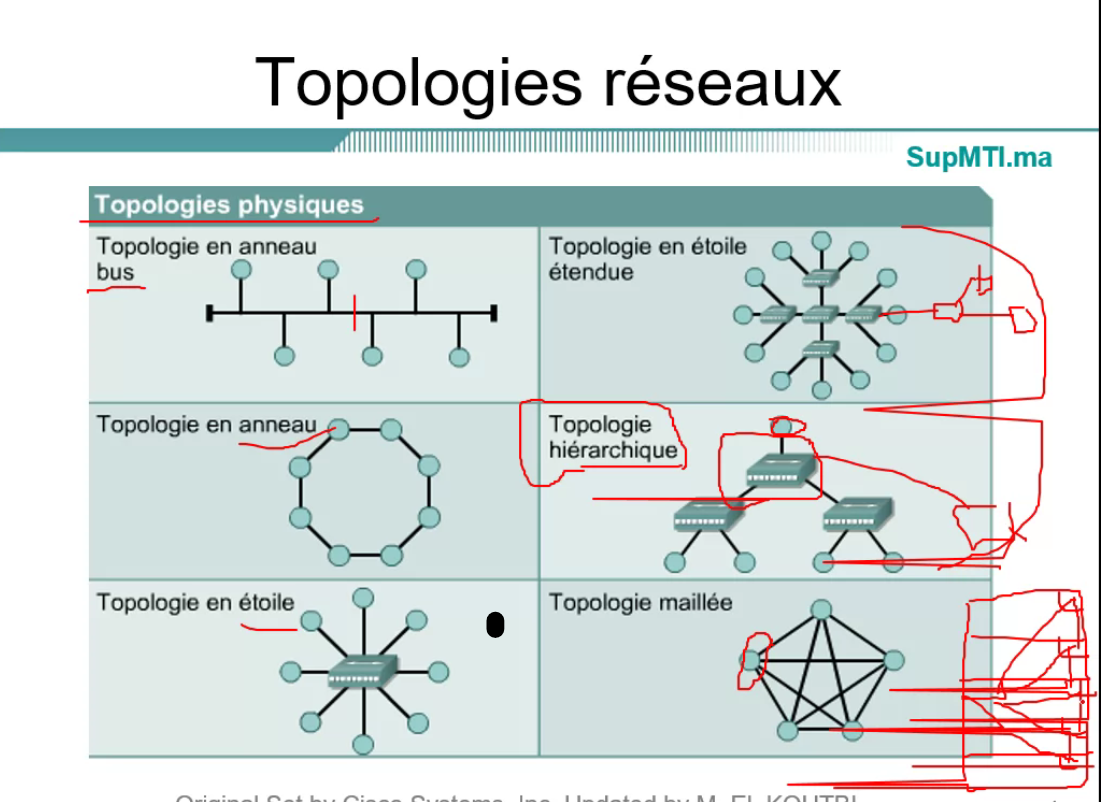 Topologies réseaux
SupMTI.ma
Topologies physiques
Topologie en anneau
bus
Topologie en étoile
étendue
Topologie en anneau
Topologie
hiérarchique
Topologie en étoile
Topologie maillée
Original Set by Cisco Systems, Inc. Updated by M. EL KOUTBI